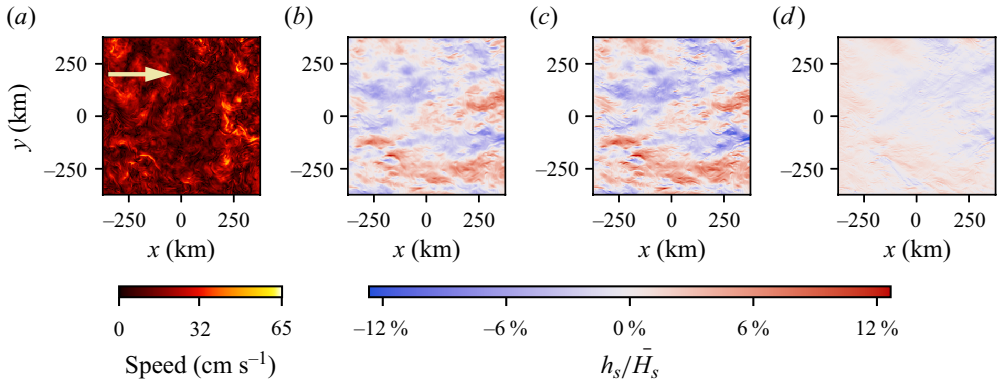 (a) (b) (c) (d)
250 250 250 250
y (km) 0 0 0 0
−250 −250 −250 −250
−250 0 250 −250 0 250 −250 0 250 −250 0 250
x (km) x (km) x (km) x (km)
0 32 65 −12 % −6 % 0 % 6 % 12 %
Speed (cm s⁻¹) hₛ/H̄ₛ